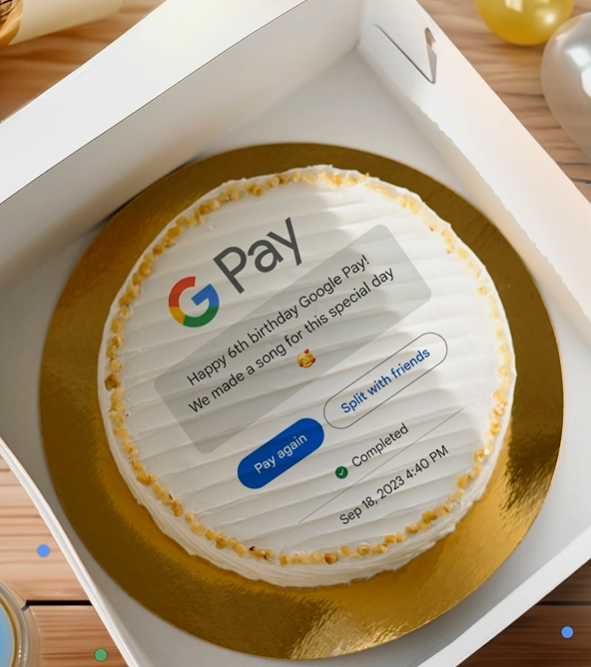 G Pay
Happy 6th birthday Google Pay!
We made a song for this special day
🥰
Pay again
Split with friends
Completed
Sep 18, 2023 4:40 PM